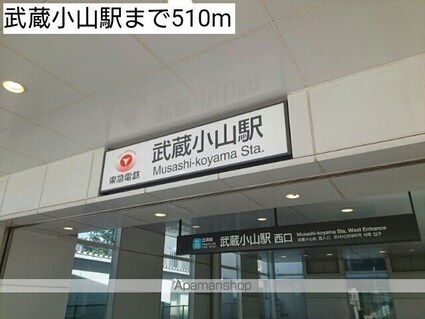 武蔵小山駅まで510m
武蔵小山駅
Musashi-koyama Sta.
東急電鉄
武蔵小山駅 西口
Musashi-koyama Sta. West Entrance
Apamanshop